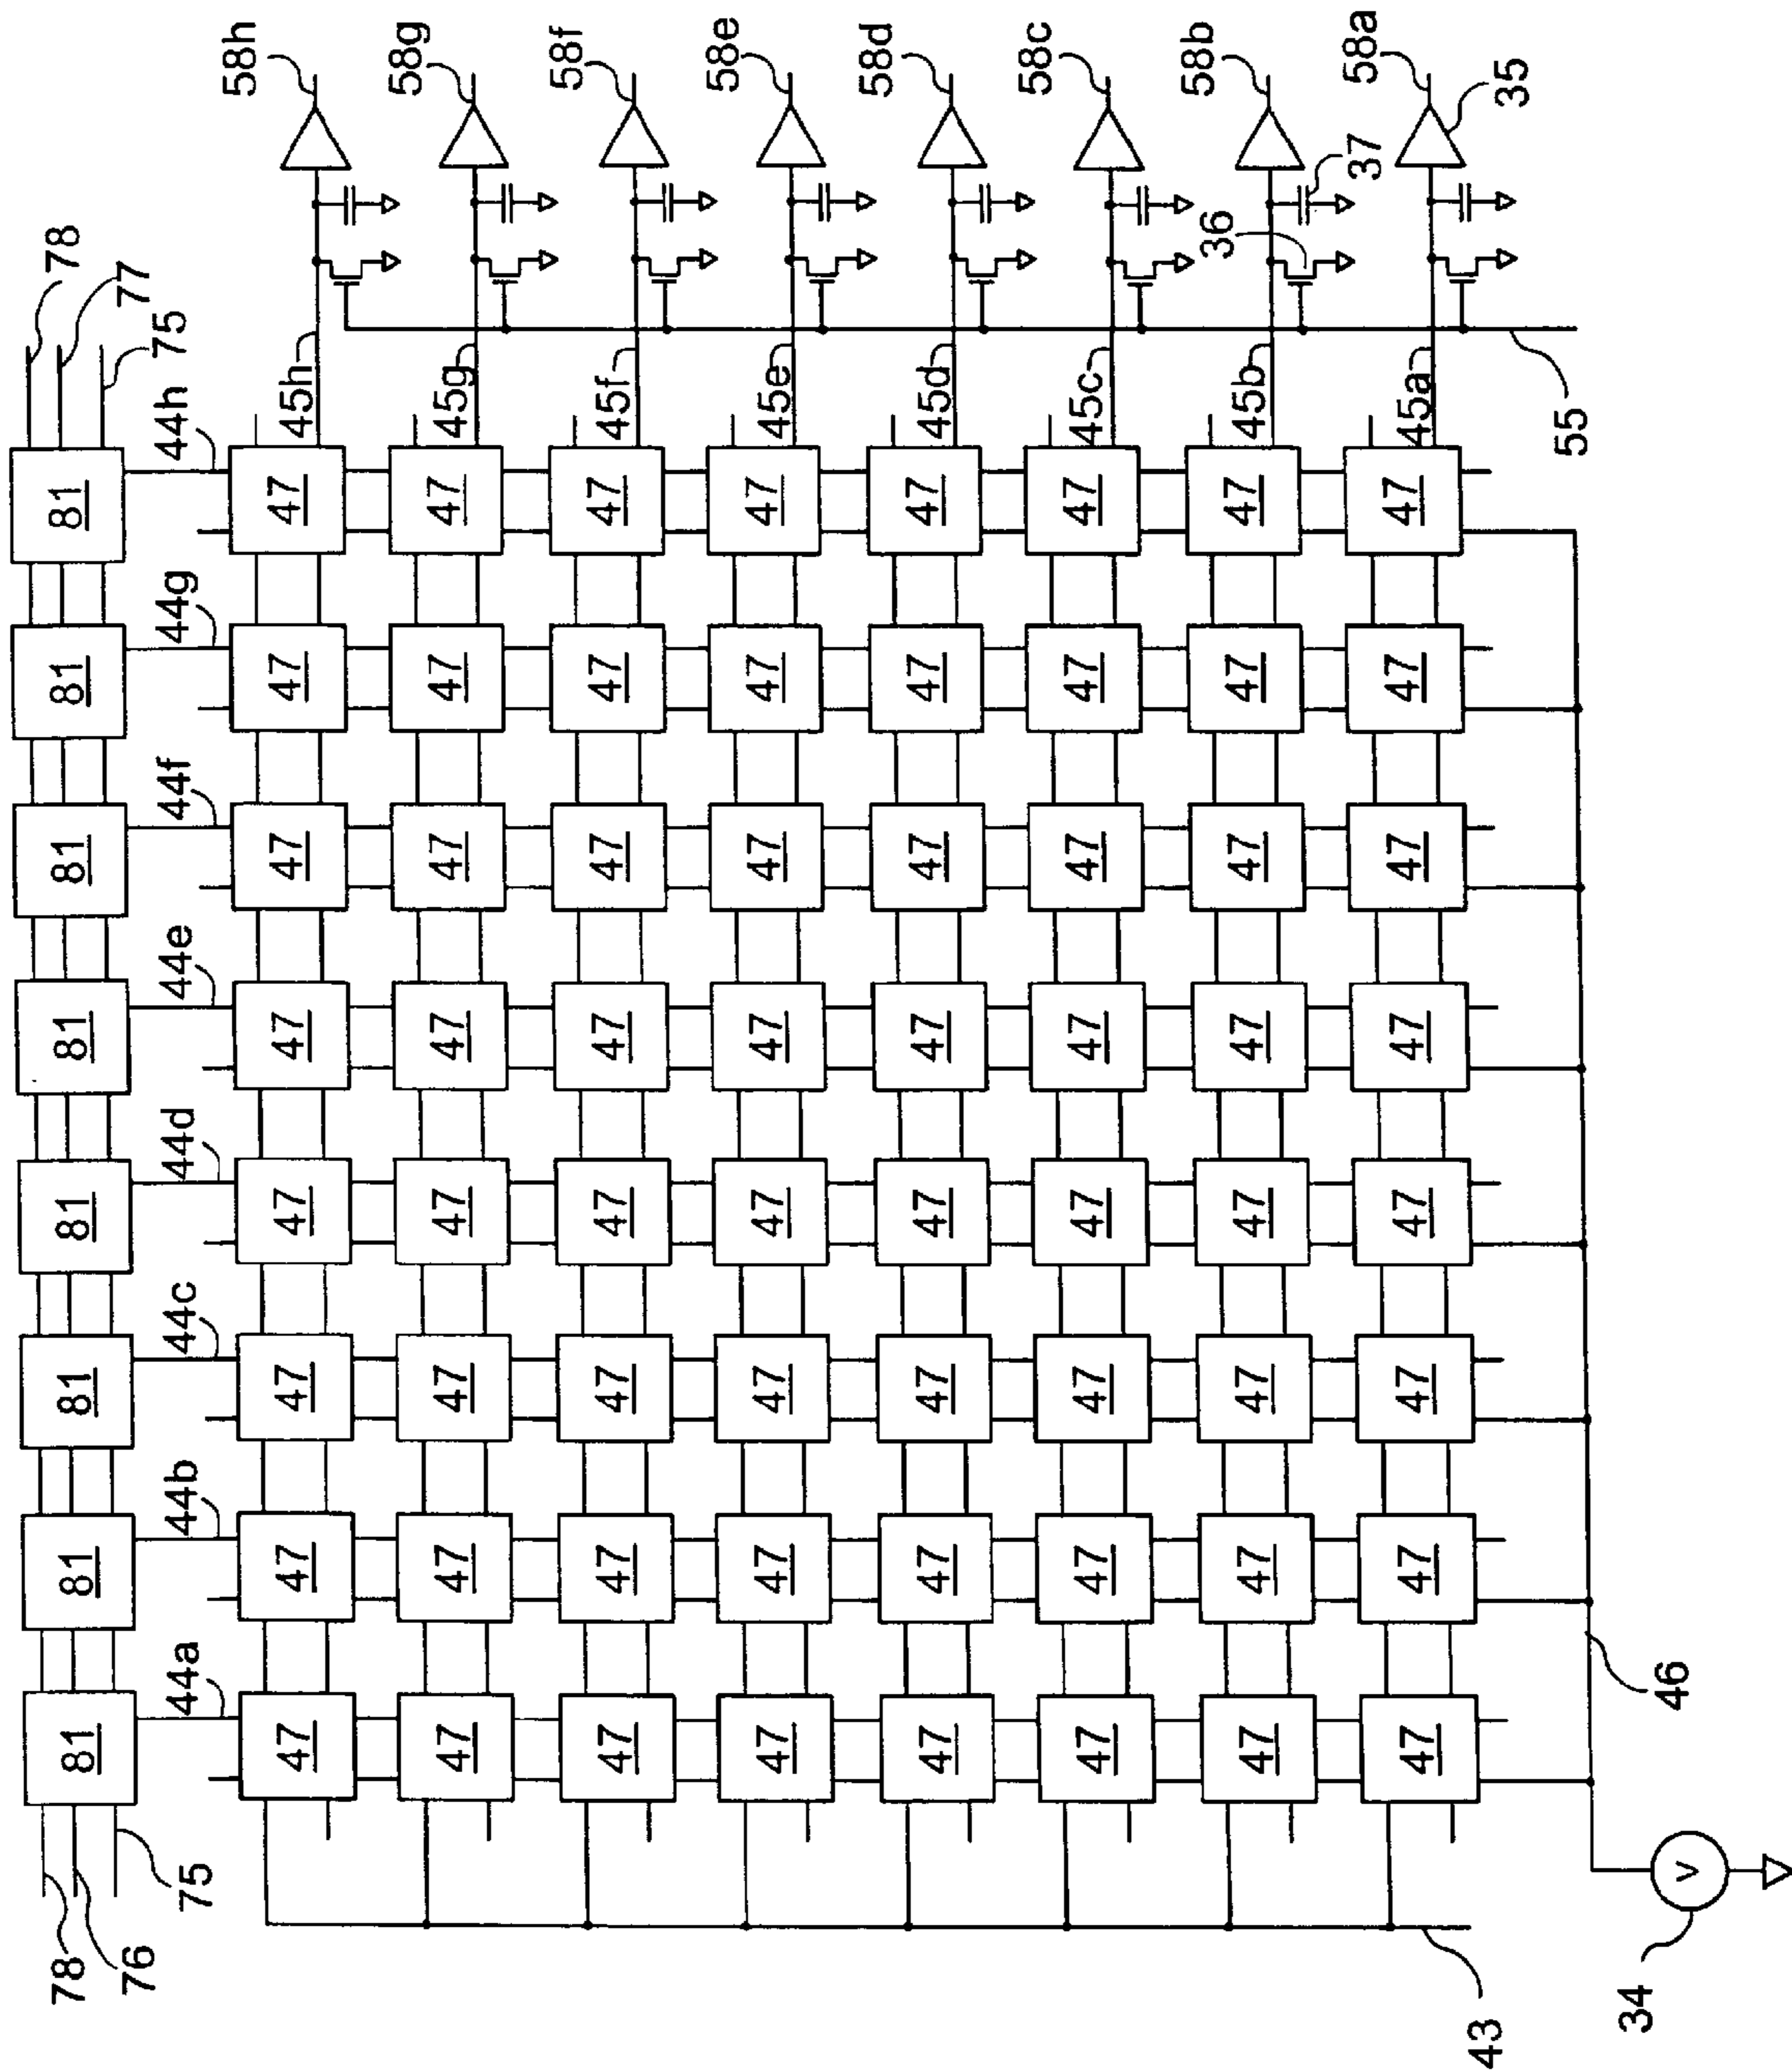 78 76 81 81 81 81 81 81 81 81 78 77
75 44a 44b 44c 44d 44e 44f 44g 44h 75
47 47 47 47 47 47 47 47 45h 58h
47 47 47 47 47 47 47 47 45g 58g
47 47 47 47 47 47 47 47 45f 58f
47 47 47 47 47 47 47 47 45e 58e
47 47 47 47 47 47 47 47 45d 58d
47 47 47 47 47 47 47 47 45c 58c
47 47 47 47 47 47 47 47 45b 36 58b
47 47 47 47 47 47 47 47 45a 37 58a
43 35
55
34 V 46